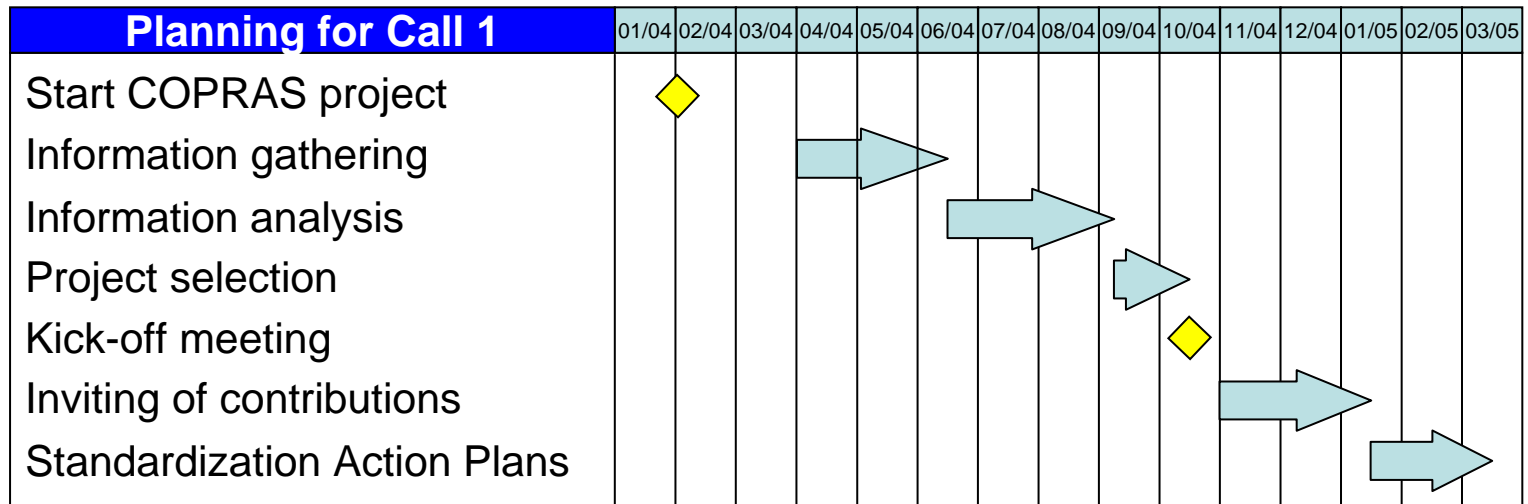 Planning for Call 1 01/04 02/04 03/04 04/04 05/04 06/04 07/04 08/04 09/04 10/04 11/04 12/04 01/05 02/05 03/05
Start COPRAS project
Information gathering
Information analysis
Project selection
Kick-off meeting
Inviting of contributions
Standardization Action Plans